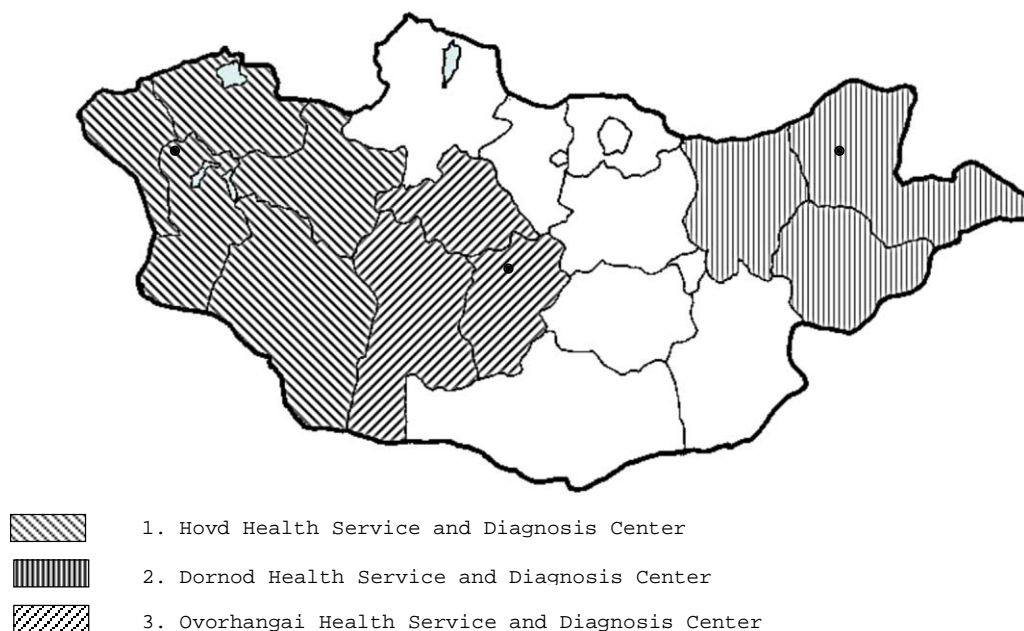 1. Hovd Health Service and Diagnosis Center
2. Dornod Health Service and Diagnosis Center
3. Ovorhangai Health Service and Diagnosis Center